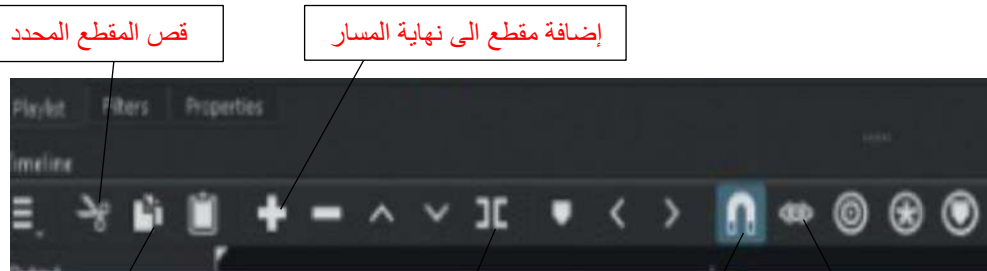 قص المقطع المحدد
إضافة مقطع الى نهاية المسار
Playlist Filters Properties
Timeline